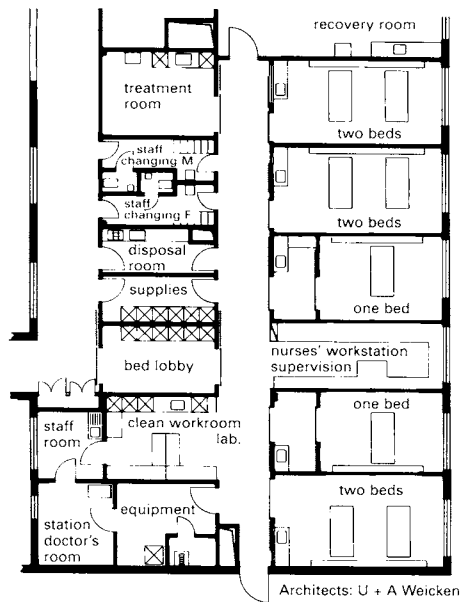 recovery room
treatment
room
two beds
staff
changing M
staff
changing F
two beds
disposal
room
supplies
one bed
bed lobby
nurses' workstation
supervision
clean workroom
lab.
one bed
staff
room
two beds
equipment
station
doctor's
room
Architects: U + A Weicken